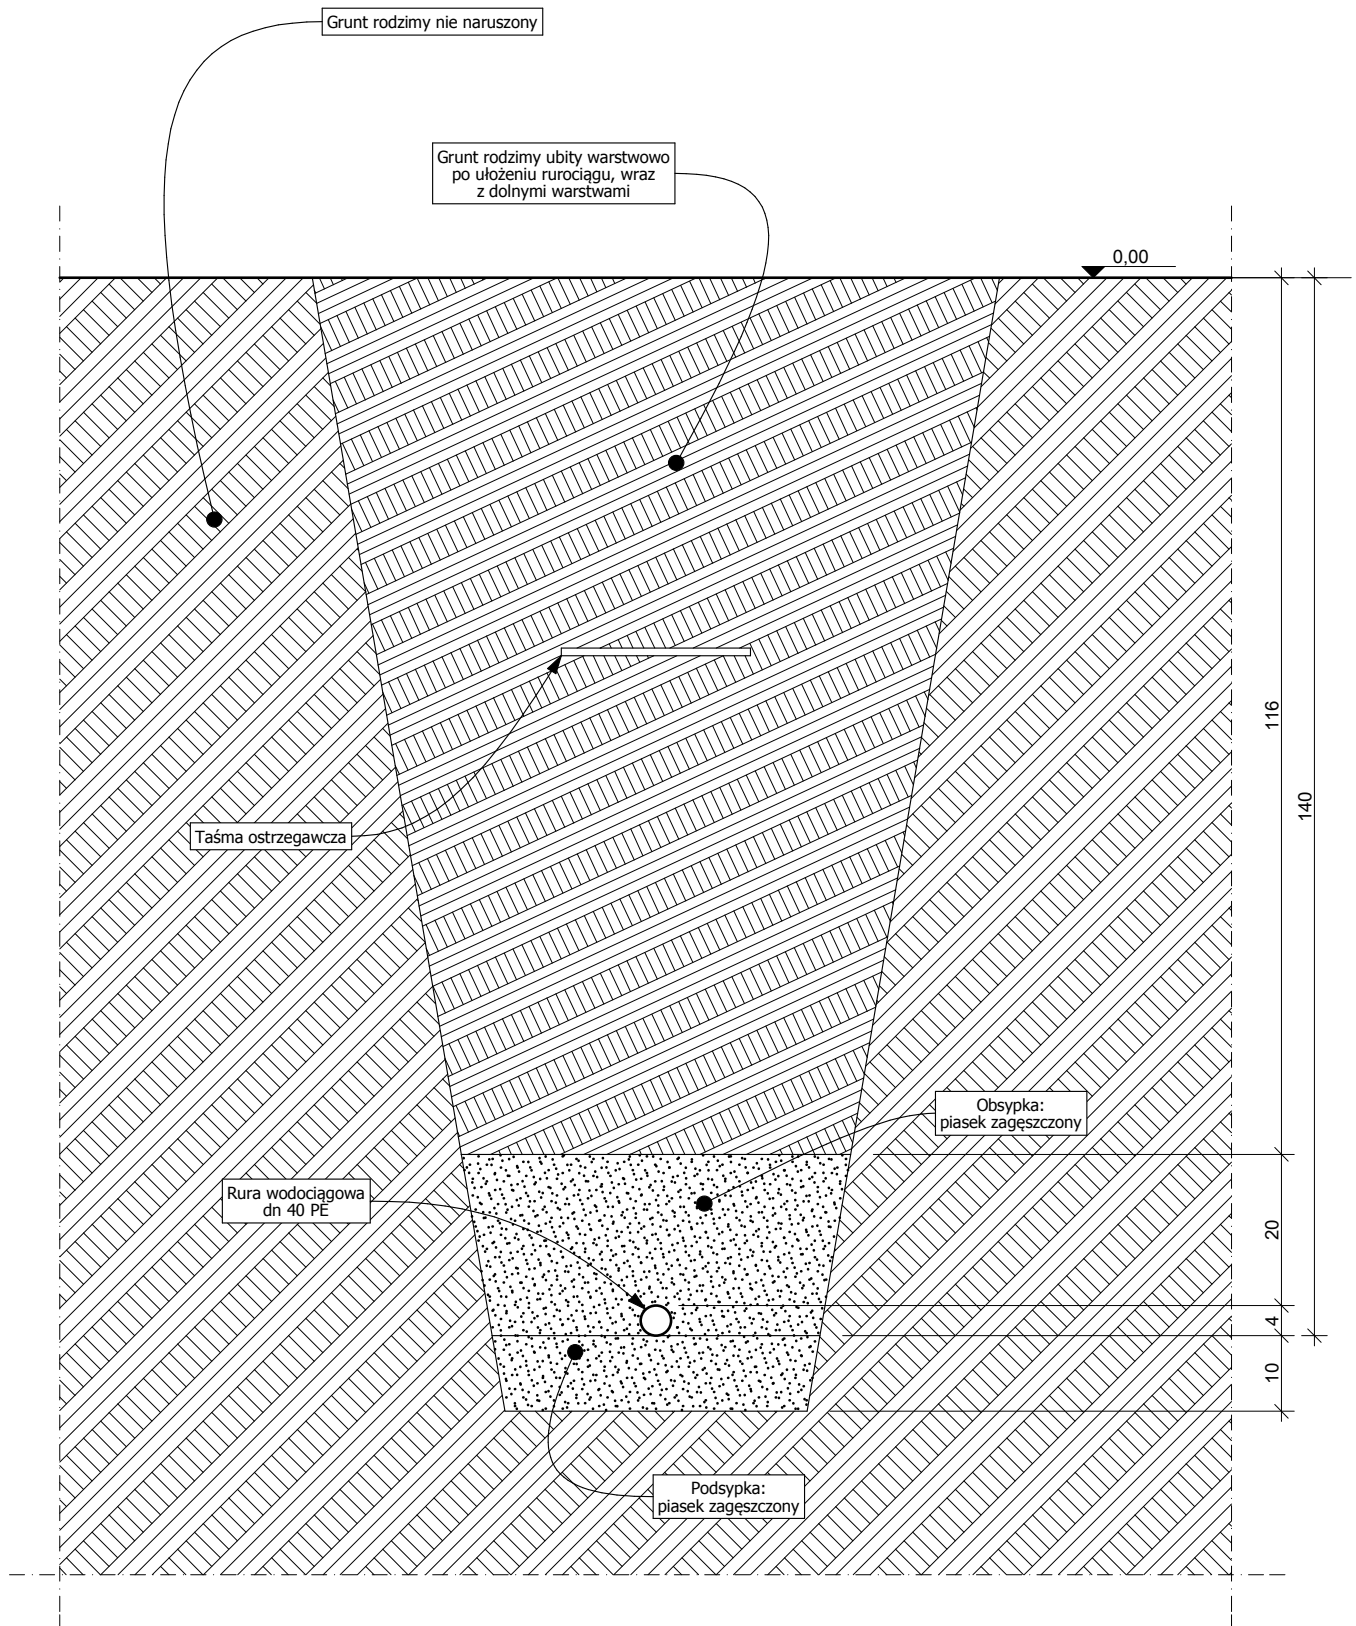 Grunt rodzimy nie naruszony
Grunt rodzimy ubity warstwowo
po ułożeniu rurociągu, wraz
z dolnymi warstwami
0,00
116
140
Taśma ostrzegawcza
Obsypka:
piasek zagęszczony
Rura wodociągowa
dn 40 PE
20
4
10
Podsypka:
piasek zagęszczony